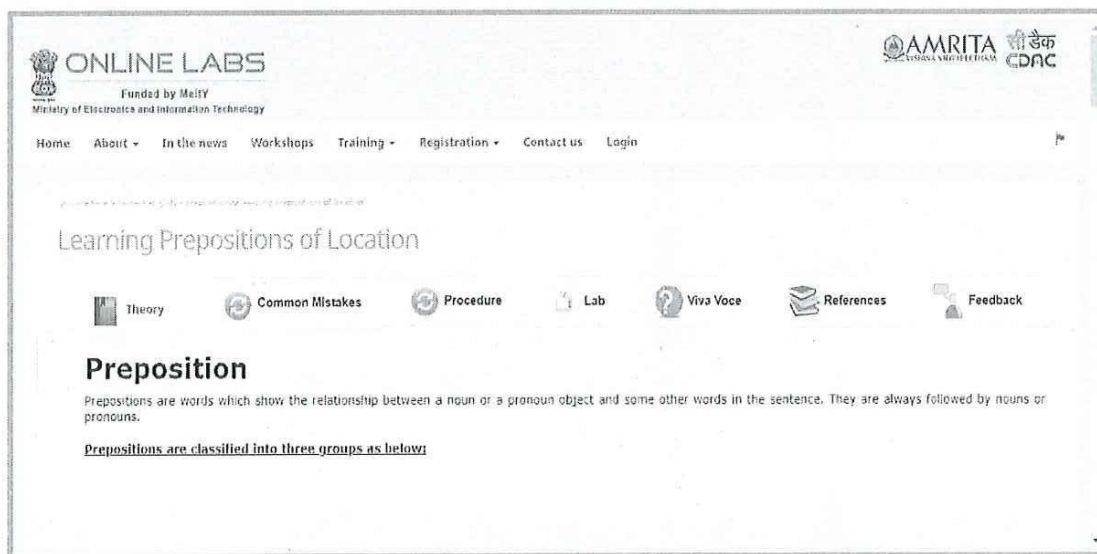 ONLINE LABS
Funded by MeitY
Ministry of Electronics and Information Technology
AMRITA
VISHWA VIDYAPEETHAM
सी डैक
CDAC
Home About In the news Workshops Training Registration Contact us Login
Learning Prepositions of Location
Theory Common Mistakes Procedure Lab Viva Voce References Feedback
Preposition
Prepositions are words which show the relationship between a noun or a pronoun object and some other words in the sentence. They are always followed by nouns or
pronouns.
Prepositions are classified into three groups as below: